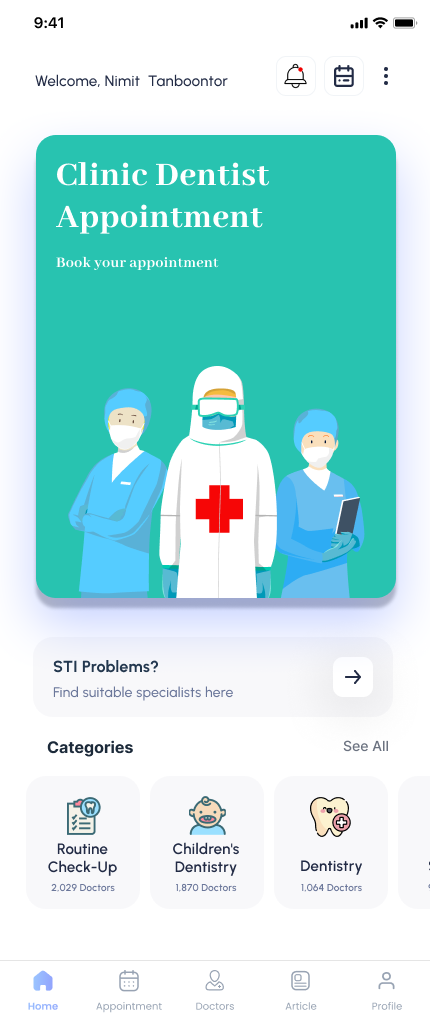 9:41
Welcome, Nimit Tanboontor
Clinic Dentist
Appointment
Book your appointment
STI Problems?
Find suitable specialists here
Categories
See All
Routine
Check-Up
2,029 Doctors
Children's
Dentistry
1,870 Doctors
Dentistry
1,064 Doctors
Home
Appointment
Doctors
Article
Profile